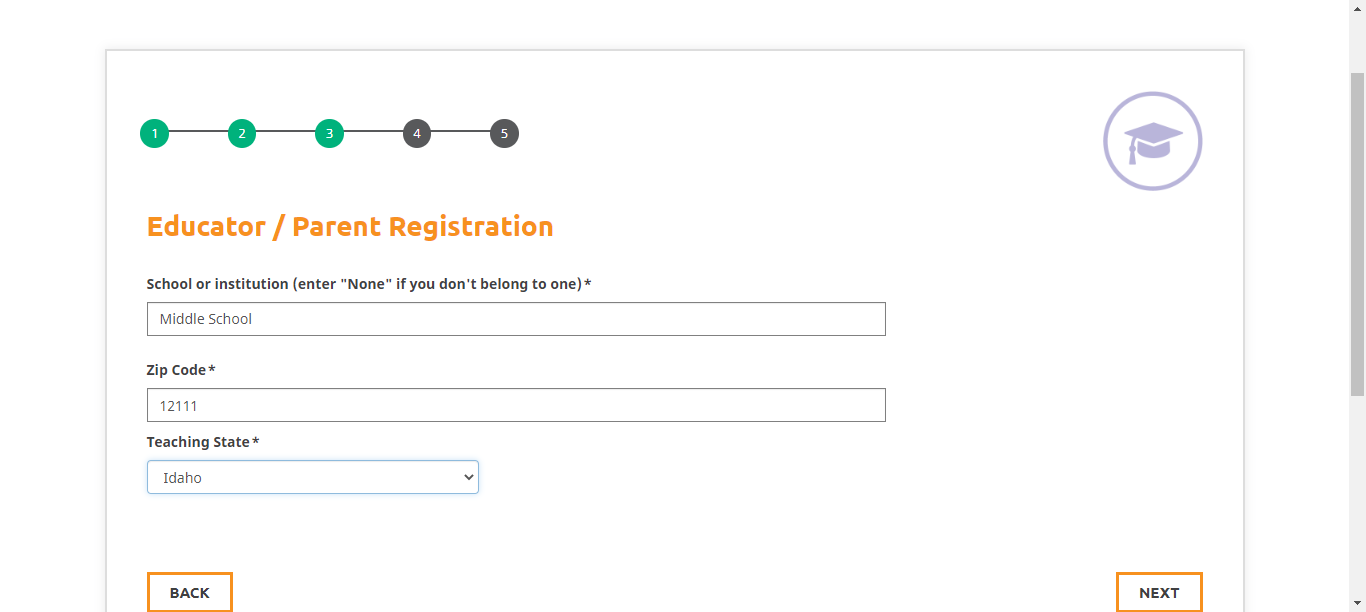 1 2 3 4 5
Educator / Parent Registration
School or institution (enter "None" if you don't belong to one)*
Middle School
Zip Code*
12111
Teaching State*
Idaho
BACK NEXT